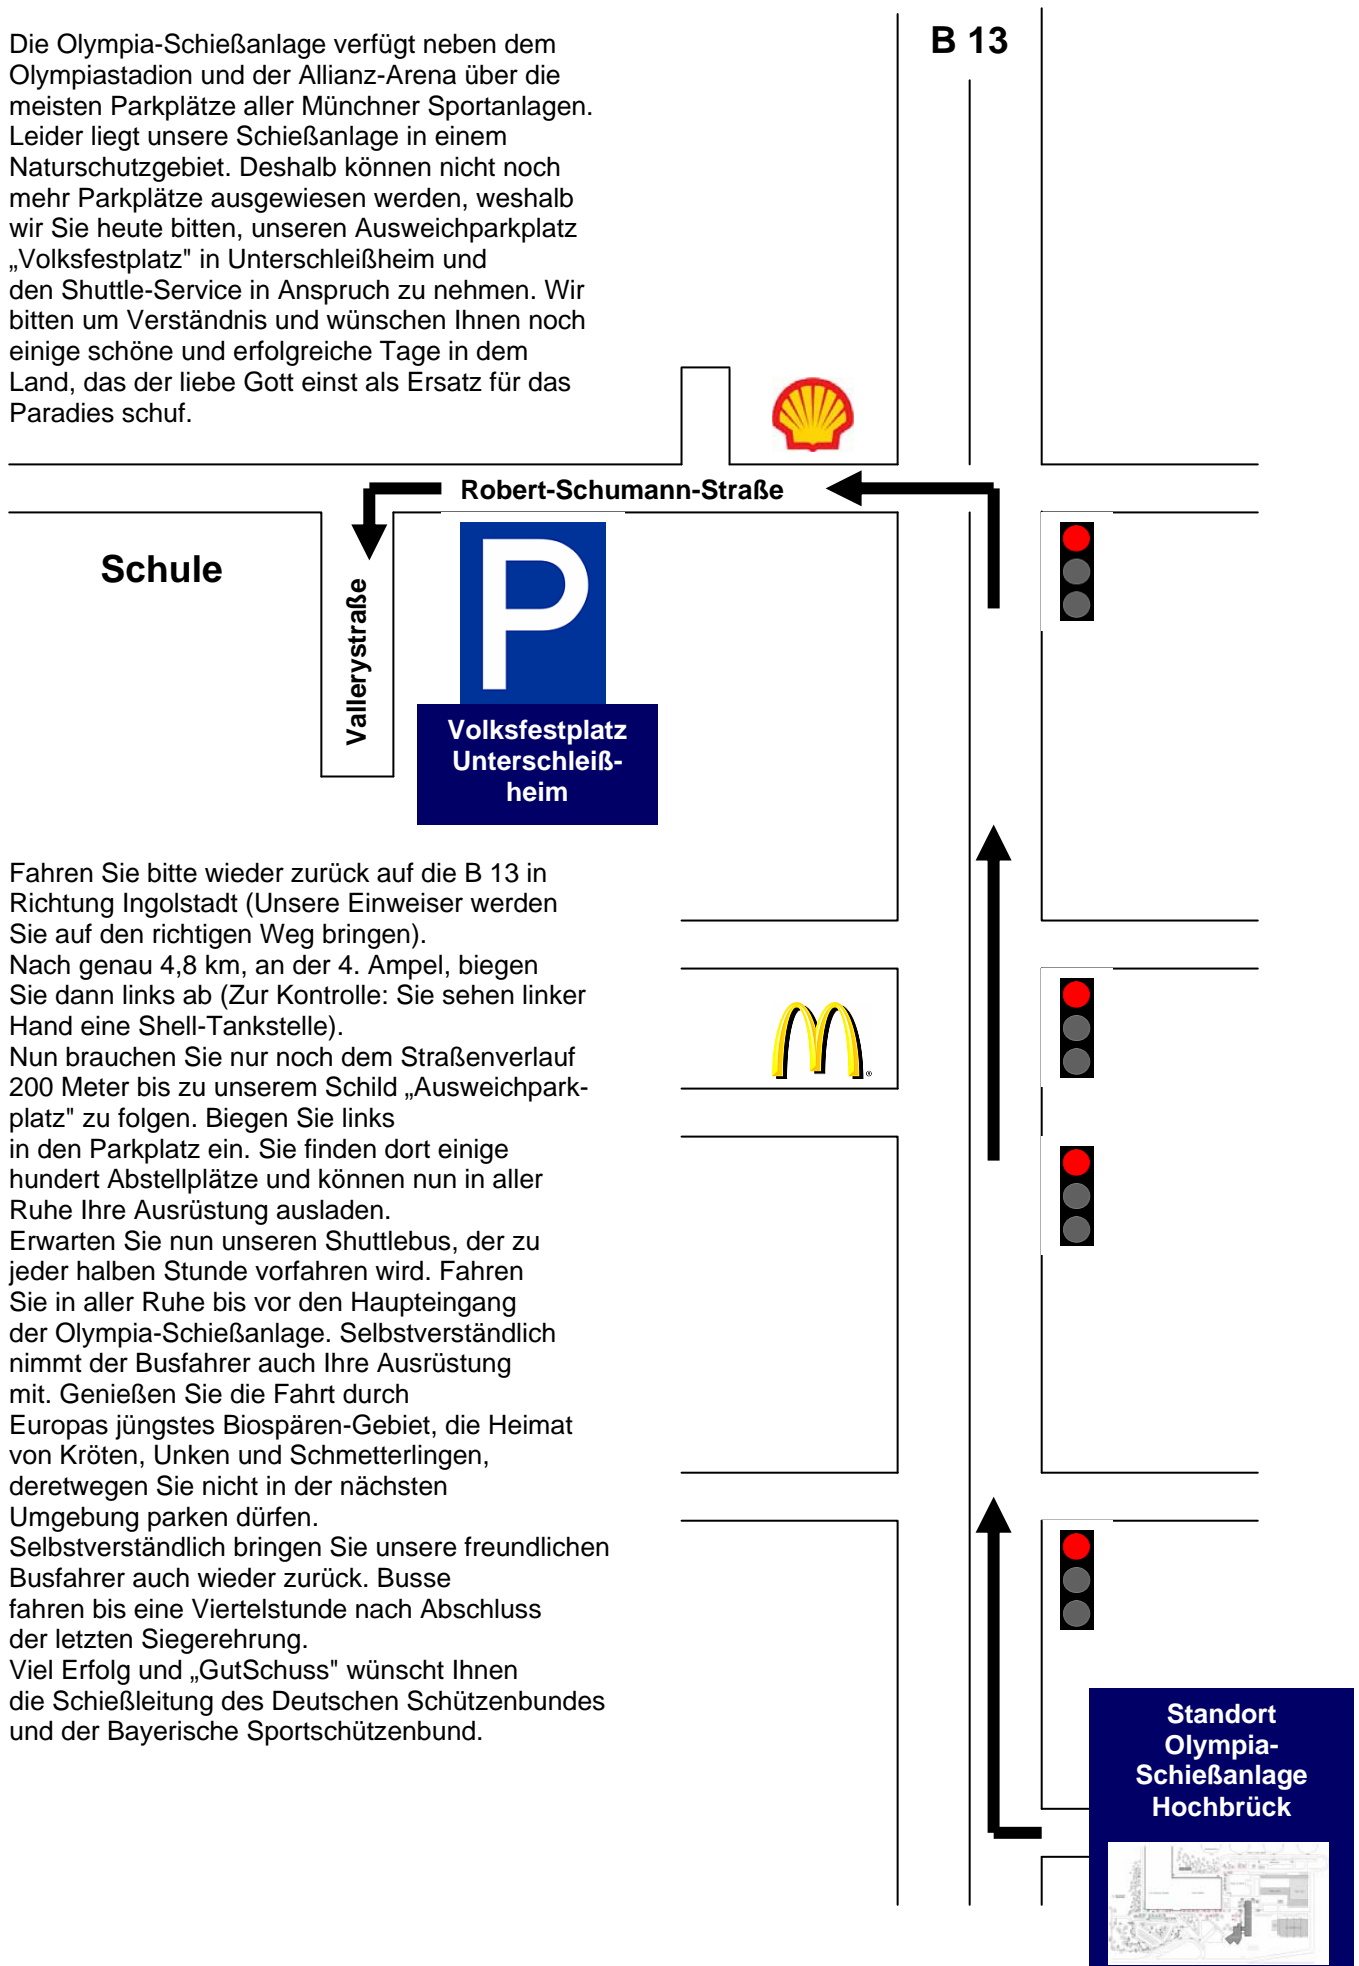 Die Olympia-Schießanlage verfügt neben dem
Olympiastadion und der Allianz-Arena über die
meisten Parkplätze aller Münchner Sportanlagen.
Leider liegt unsere Schießanlage in einem
Naturschutzgebiet. Deshalb können nicht noch
mehr Parkplätze ausgewiesen werden, weshalb
wir Sie heute bitten, unseren Ausweichparkplatz
„Volksfestplatz" in Unterschleißheim und
den Shuttle-Service in Anspruch zu nehmen. Wir
bitten um Verständnis und wünschen Ihnen noch
einige schöne und erfolgreiche Tage in dem
Land, das der liebe Gott einst als Ersatz für das
Paradies schuf.
B 13
Robert-Schumann-Straße
Schule
Vallerystraße
P
Volksfestplatz
Unterschleiß-
heim
Fahren Sie bitte wieder zurück auf die B 13 in
Richtung Ingolstadt (Unsere Einweiser werden
Sie auf den richtigen Weg bringen).
Nach genau 4,8 km, an der 4. Ampel, biegen
Sie dann links ab (Zur Kontrolle: Sie sehen linker
Hand eine Shell-Tankstelle).
Nun brauchen Sie nur noch dem Straßenverlauf
200 Meter bis zu unserem Schild „Ausweichpark-
platz" zu folgen. Biegen Sie links
in den Parkplatz ein. Sie finden dort einige
hundert Abstellplätze und können nun in aller
Ruhe Ihre Ausrüstung ausladen.
Erwarten Sie nun unseren Shuttlebus, der zu
jeder halben Stunde vorfahren wird. Fahren
Sie in aller Ruhe bis vor den Haupteingang
der Olympia-Schießanlage. Selbstverständlich
nimmt der Busfahrer auch Ihre Ausrüstung
mit. Genießen Sie die Fahrt durch
Europas jüngstes Biospären-Gebiet, die Heimat
von Kröten, Unken und Schmetterlingen,
deretwegen Sie nicht in der nächsten
Umgebung parken dürfen.
Selbstverständlich bringen Sie unsere freundlichen
Busfahrer auch wieder zurück. Busse
fahren bis eine Viertelstunde nach Abschluss
der letzten Siegerehrung.
Viel Erfolg und „GutSchuss" wünscht Ihnen
die Schießleitung des Deutschen Schützenbundes
und der Bayerische Sportschützenbund.
Standort
Olympia-
Schießanlage
Hochbrück